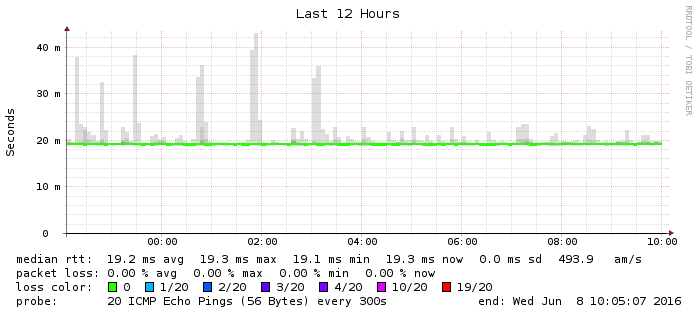 Last 12 Hours
RRDTOOL / TOBI OETIKER
Seconds
40 m
30 m
20 m
10 m
0
00:00 02:00 04:00 06:00 08:00 10:00
median rtt: 19.2 ms avg 19.3 ms max 19.1 ms min 19.3 ms now 0.0 ms sd 493.9 am/s
packet loss: 0.00 % avg 0.00 % max 0.00 % min 0.00 % now
loss color: 0 1/20 2/20 3/20 4/20 10/20 19/20
probe: 20 ICMP Echo Pings (56 Bytes) every 300s end: Wed Jun 8 10:05:07 2016